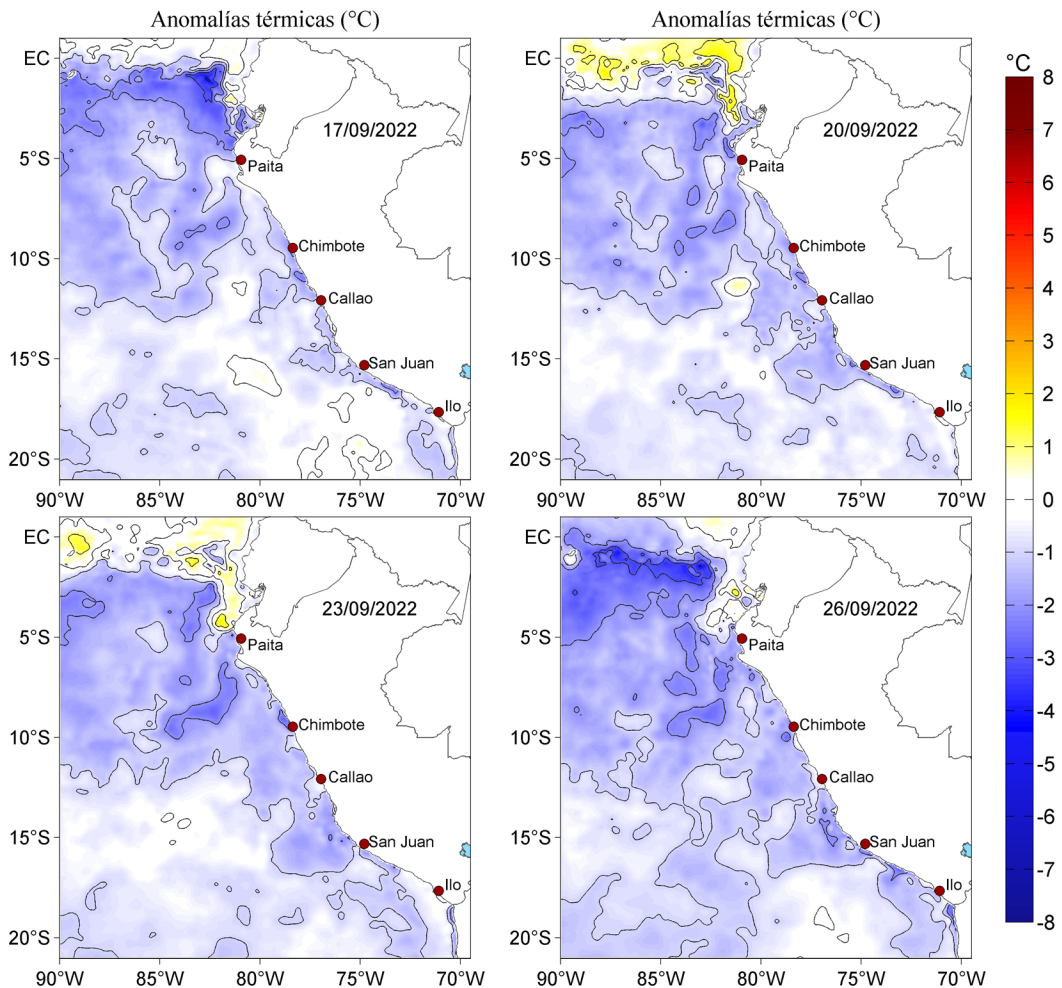 Anomalías térmicas (°C)
Anomalías térmicas (°C)
EC
5°S
10°S
15°S
20°S
90°W
85°W
80°W
75°W
70°W
17/09/2022
Paita
Chimbote
Callao
San Juan
Ilo
EC
5°S
10°S
15°S
20°S
90°W
85°W
80°W
75°W
70°W
20/09/2022
Paita
Chimbote
Callao
San Juan
Ilo
EC
5°S
10°S
15°S
20°S
90°W
85°W
80°W
75°W
70°W
23/09/2022
Paita
Chimbote
Callao
San Juan
Ilo
EC
5°S
10°S
15°S
20°S
90°W
85°W
80°W
75°W
70°W
26/09/2022
Paita
Chimbote
Callao
San Juan
Ilo
°C
8
7
6
5
4
3
2
1
0
-1
-2
-3
-4
-5
-6
-7
-8